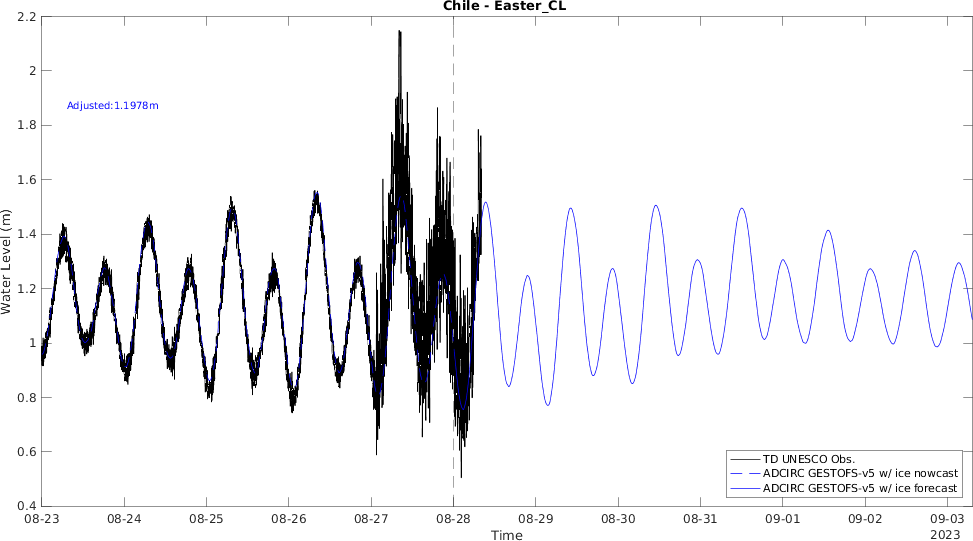 Chile - Easter_CL
2.2
2
1.8
1.6
1.4
1.2
1
0.8
0.6
0.4
Water Level (m)
Adjusted:1.1978m
TD UNESCO Obs.
ADCIRC GESTOFS-v5 w/ ice nowcast
ADCIRC GESTOFS-v5 w/ ice forecast
08-23 08-24 08-25 08-26 08-27 08-28 08-29 08-30 08-31 09-01 09-02 09-03
2023
Time